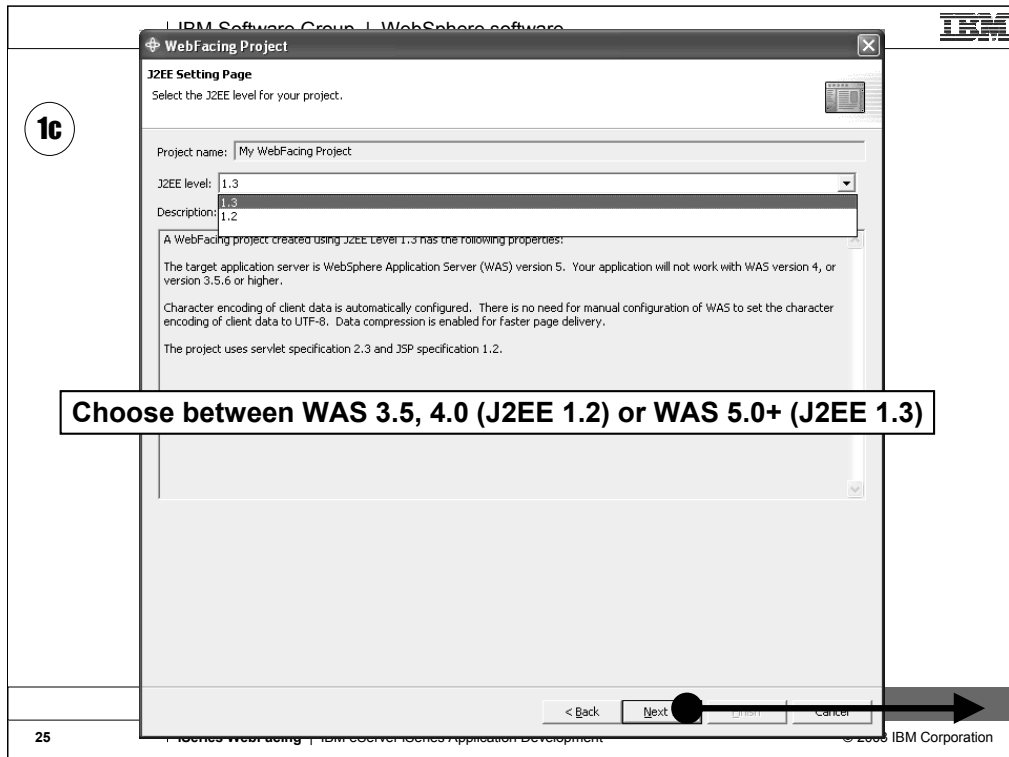 IBM Software Group | WebSphere software
IBM
WebFacing Project
J2EE Setting Page
Select the J2EE level for your project.
1c
Project name: My WebFacing Project
J2EE level: 1.3
1.3
1.2
Description:
A WebFacing project created using J2EE Level 1.3 has the following properties:
The target application server is WebSphere Application Server (WAS) version 5. Your application will not work with WAS version 4, or
version 3.5.6 or higher.
Character encoding of client data is automatically configured. There is no need for manual configuration of WAS to set the character
encoding of client data to UTF-8. Data compression is enabled for faster page delivery.
The project uses servlet specification 2.3 and JSP specification 1.2.
Choose between WAS 3.5, 4.0 (J2EE 1.2) or WAS 5.0+ (J2EE 1.3)
< Back Next Finish Cancel
25 iSeries WebFacing | IBM eServer iSeries Application Development © 2003 IBM Corporation